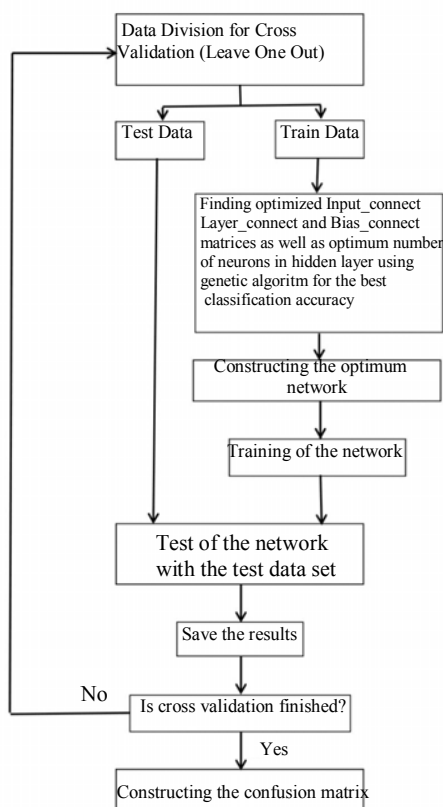 Data Division for Cross
Validation (Leave One Out)
Test Data
Train Data
Finding optimized Input_connect
Layer_connect and Bias_connect
matrices as well as optimum number
of neurons in hidden layer using
genetic algoritm for the best
classification accuracy
Constructing the optimum
network
Training of the network
Test of the network
with the test data set
Save the results
No
Is cross validation finished?
Yes
Constructing the confusion matrix